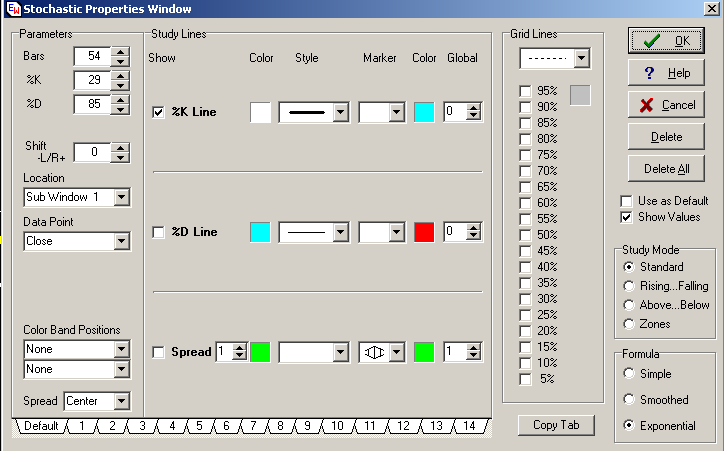 EW Stochastic Properties Window
Parameters
Bars 54
%K 29
%D 85
Shift
-L/R+ 0
Location
Sub Window 1
Data Point
Close
Color Band Positions
None
None
Spread Center
Study Lines
Show Color Style Marker Color Global
%K Line 0
%D Line 0
Spread 1 1
Grid Lines
95%
90%
85%
80%
75%
70%
65%
60%
55%
50%
45%
40%
35%
30%
25%
20%
15%
10%
5%
OK
? Help
Cancel
Delete
Delete All
Use as Default
Show Values
Study Mode
Standard
Rising...Falling
Above...Below
Zones
Formula
Simple
Smoothed
Exponential
Default 1 2 3 4 5 6 7 8 9 10 11 12 13 14
Copy Tab